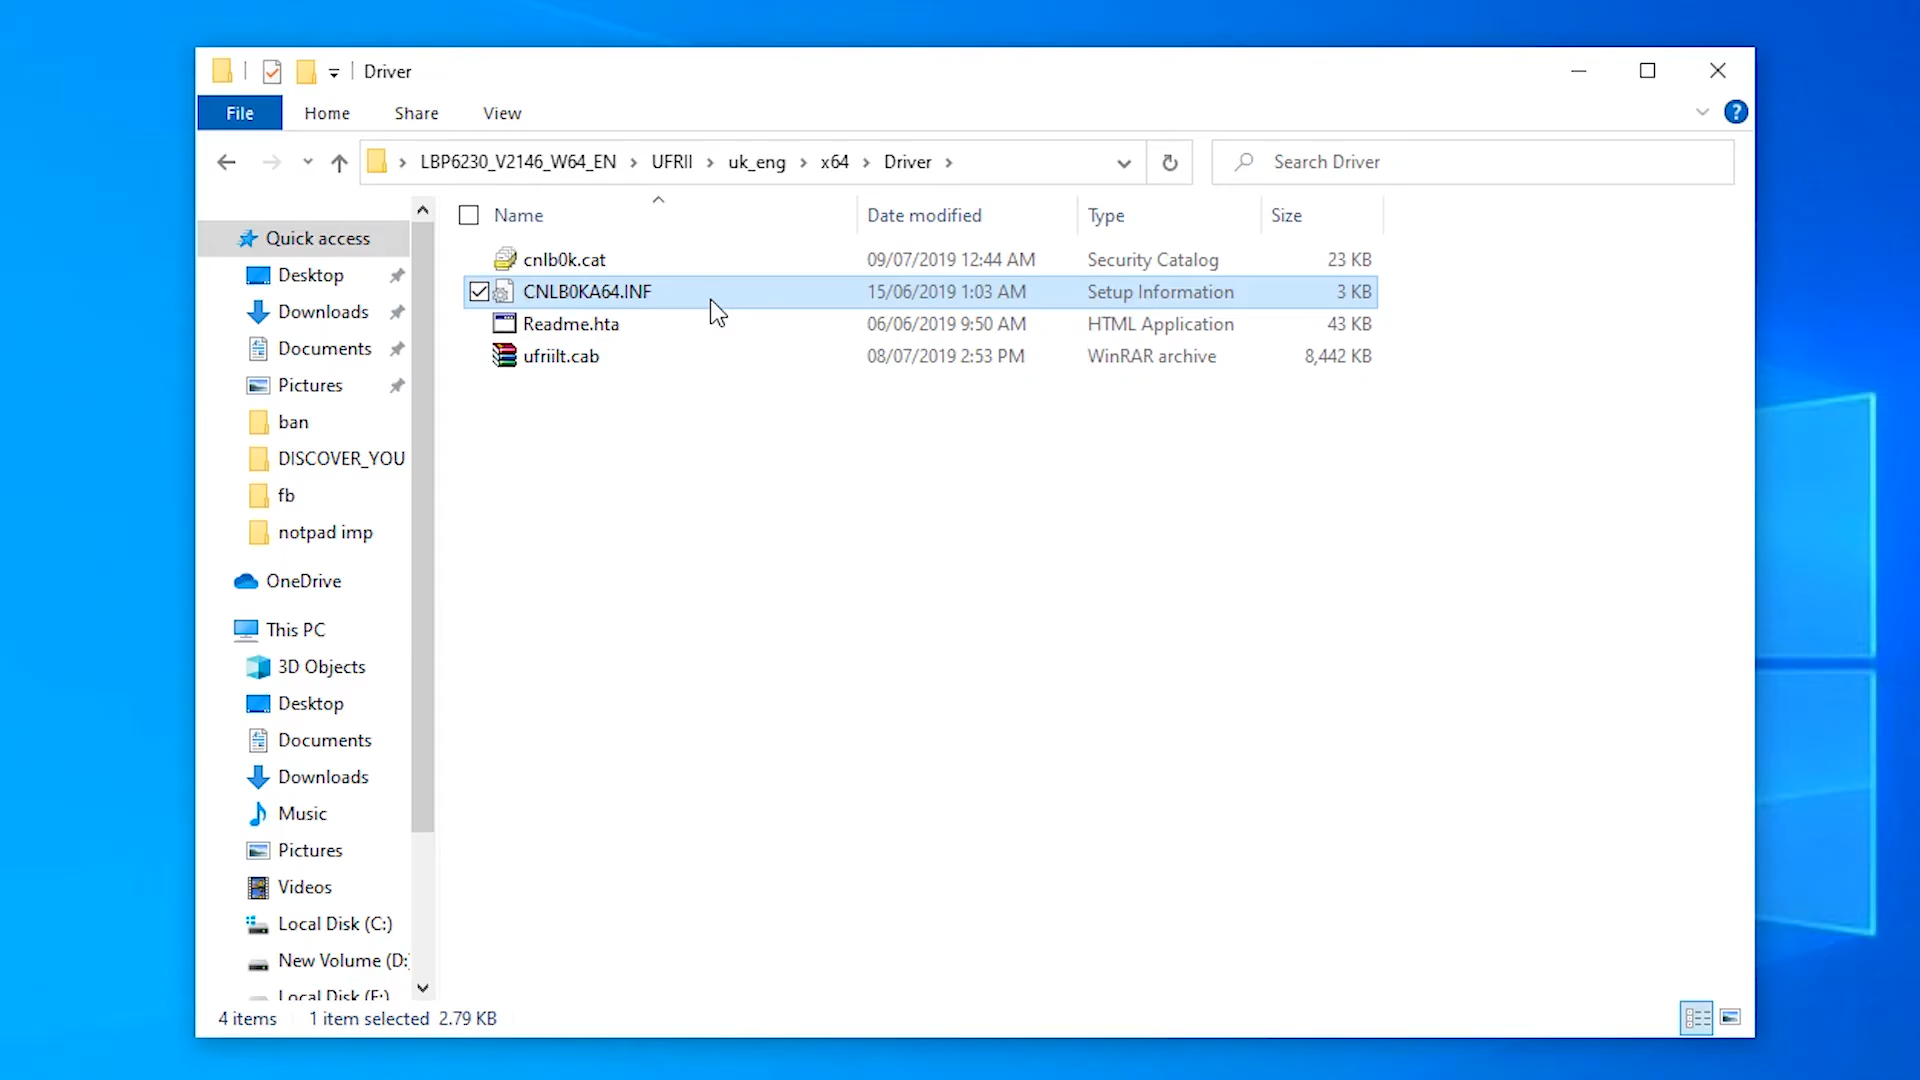 Driver
File Home Share View ?
LBP6230_V2146_W64_EN > UFRII > uk_eng > x64 > Driver > Search Driver
Name Date modified Type Size
cnlb0k.cat 09/07/2019 12:44 AM Security Catalog 23 KB
CNLB0KA64.INF 15/06/2019 1:03 AM Setup Information 3 KB
Readme.hta 06/06/2019 9:50 AM HTML Application 43 KB
ufriilt.cab 08/07/2019 2:53 PM WinRAR archive 8,442 KB
Quick access
Desktop
Downloads
Documents
Pictures
ban
DISCOVER_YOU
fb
notpad imp
OneDrive
This PC
3D Objects
Desktop
Documents
Downloads
Music
Pictures
Videos
Local Disk (C:)
New Volume (D:)
Local Disk (F:)
4 items 1 item selected 2.79 KB